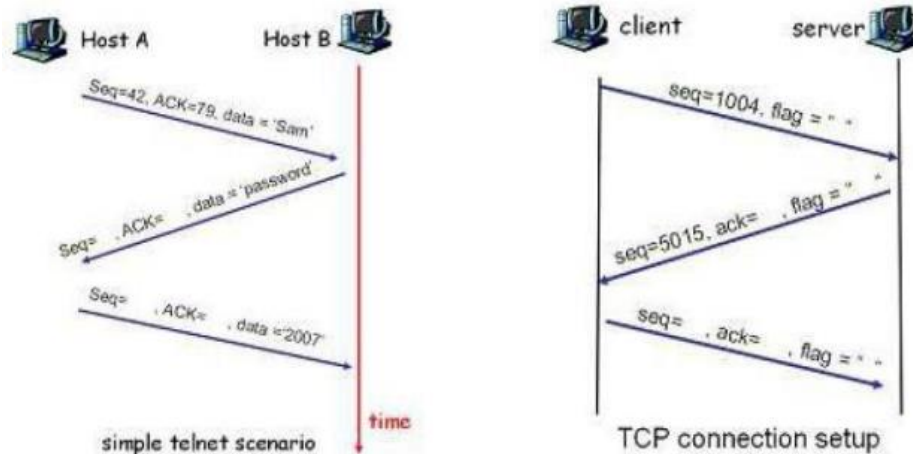 Host A
Host B
Seq=42, ACK=79, data = 'Sam'
Seq= , ACK= , data = 'password'
Seq= , ACK= , data ='2007'
time
simple telnet scenario
client
server
seq=1004, flag = " "
seq=5015, ack= , flag = " "
seq= , ack= , flag = " "
TCP connection setup